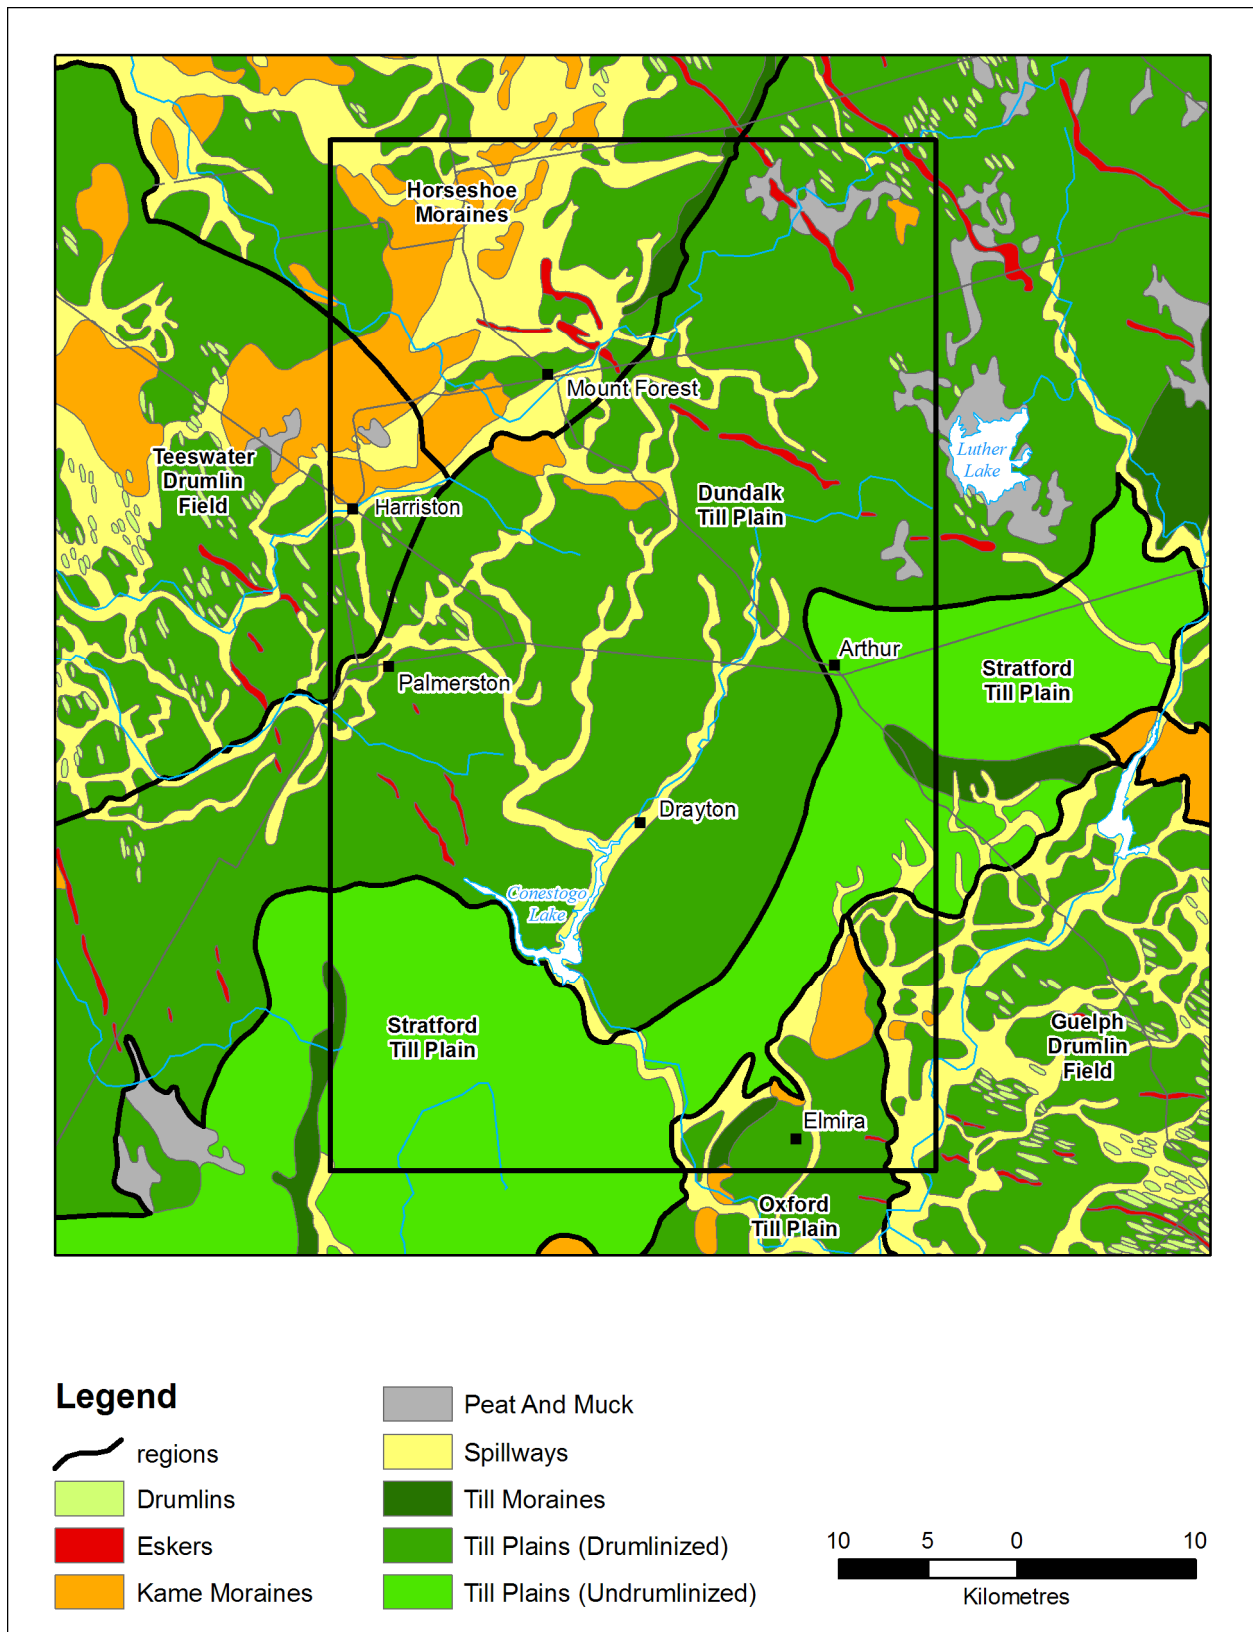 Horseshoe
Moraines
Mount Forest
Teeswater
Drumlin
Field
Luther
Lake
Harriston
Dundalk
Till Plain
Arthur
Stratford
Till Plain
Palmerston
Drayton
Conestogo
Lake
Stratford
Till Plain
Guelph
Drumlin
Field
Elmira
Oxford
Till Plain
Legend
regions
Drumlins
Eskers
Kame Moraines
Peat And Muck
Spillways
Till Moraines
Till Plains (Drumlinized)
Till Plains (Undrumlinized)
10 5 0 10
Kilometres